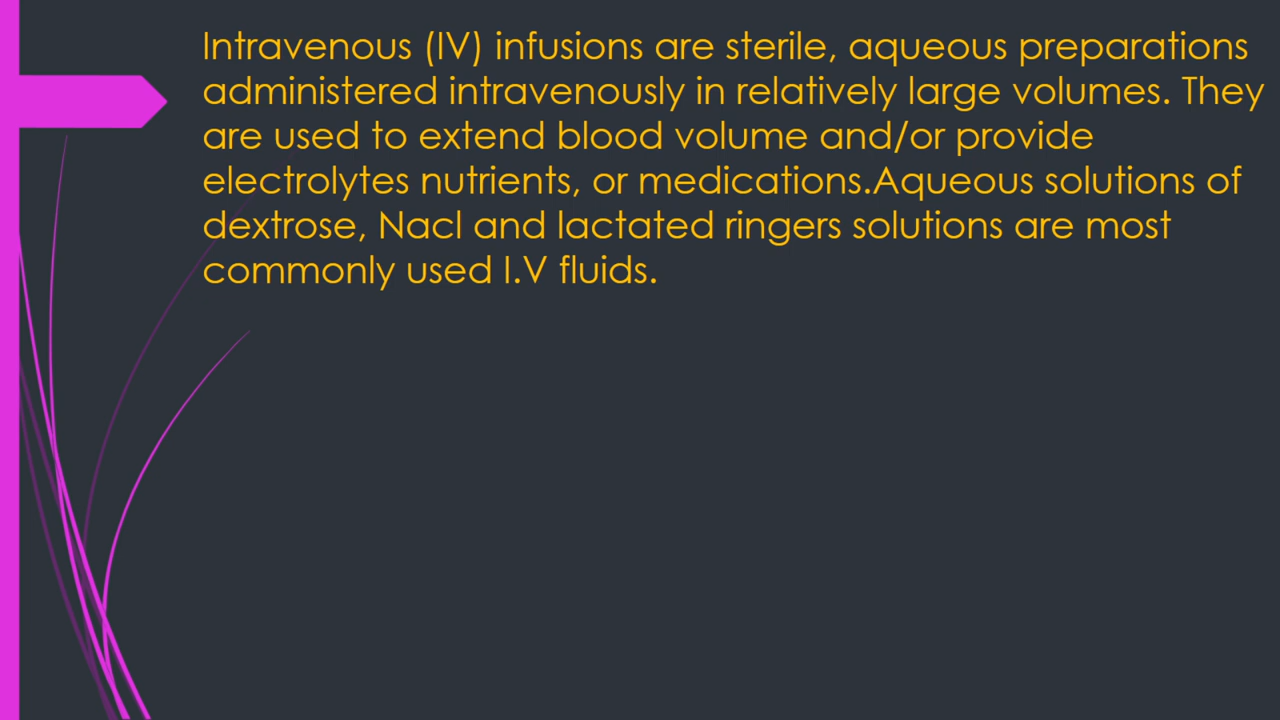 Intravenous (IV) infusions are sterile, aqueous preparations
administered intravenously in relatively large volumes. They
are used to extend blood volume and/or provide
electrolytes nutrients, or medications.Aqueous solutions of
dextrose, Nacl and lactated ringers solutions are most
commonly used I.V fluids.